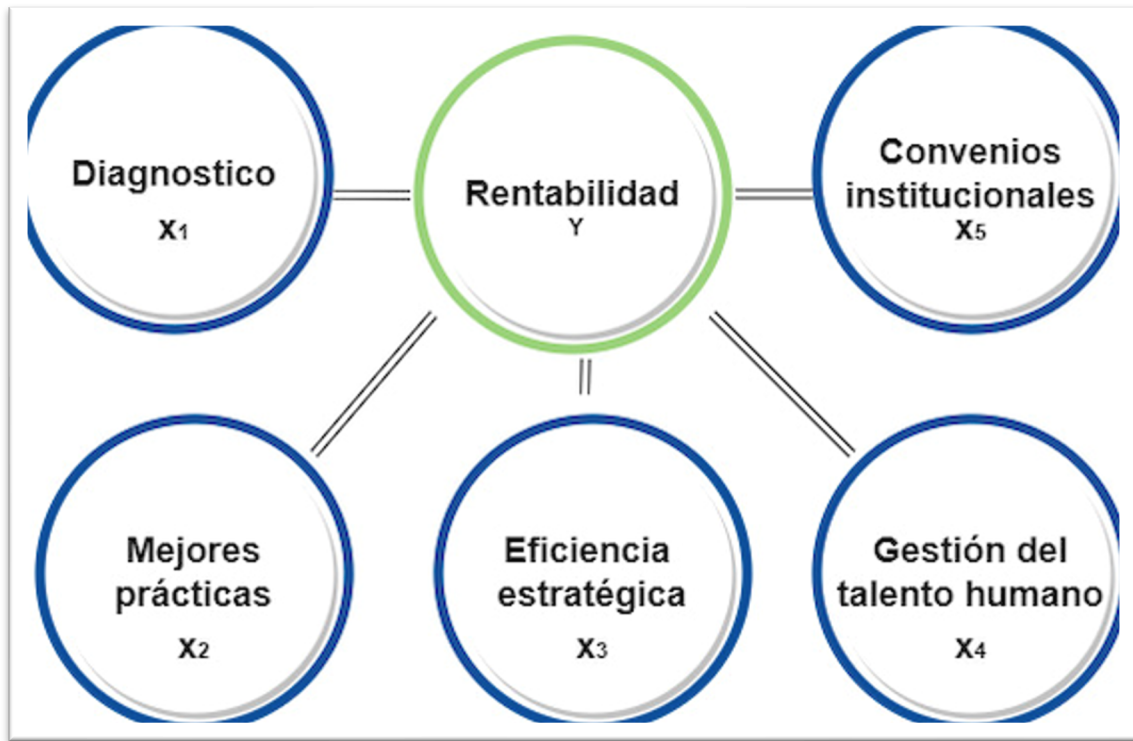 Diagnostico
X1
Rentabilidad
Y
Convenios
institucionales
X5
Mejores
prácticas
X2
Eficiencia
estratégica
X3
Gestión del
talento humano
X4